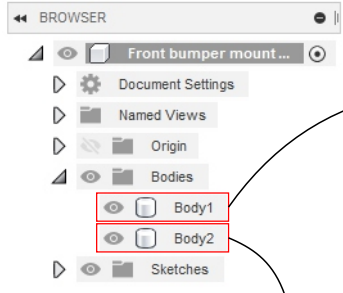 BROWSER
Front bumper mount...
Document Settings
Named Views
Origin
Bodies
Body1
Body2
Sketches